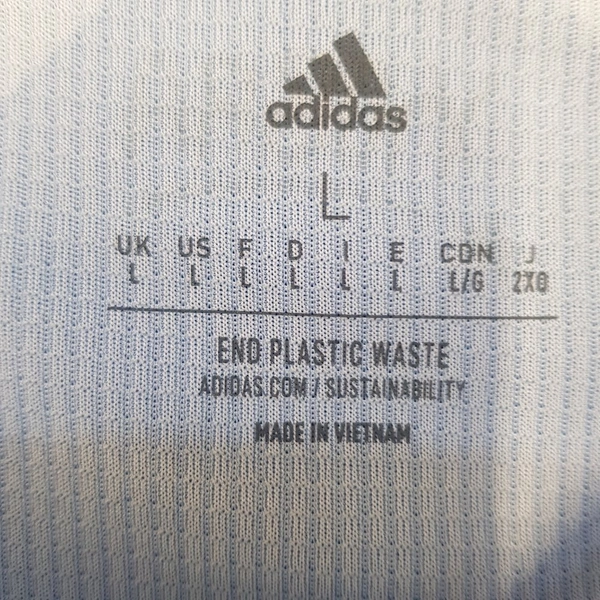 adidas
L
UK US F D I E CDN J
L L L L L L L/G 2XO
END PLASTIC WASTE
ADIDAS.COM / SUSTAINABILITY
MADE IN VIETNAM